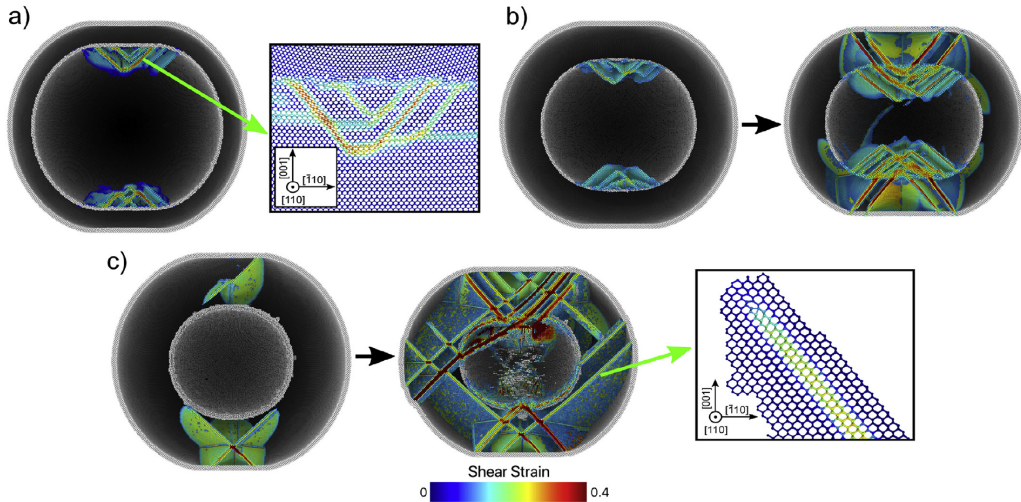 a)
b)
[001]
[1̄10]
[110]
c)
[001]
[1̄10]
[110]
Shear Strain
0
0.4